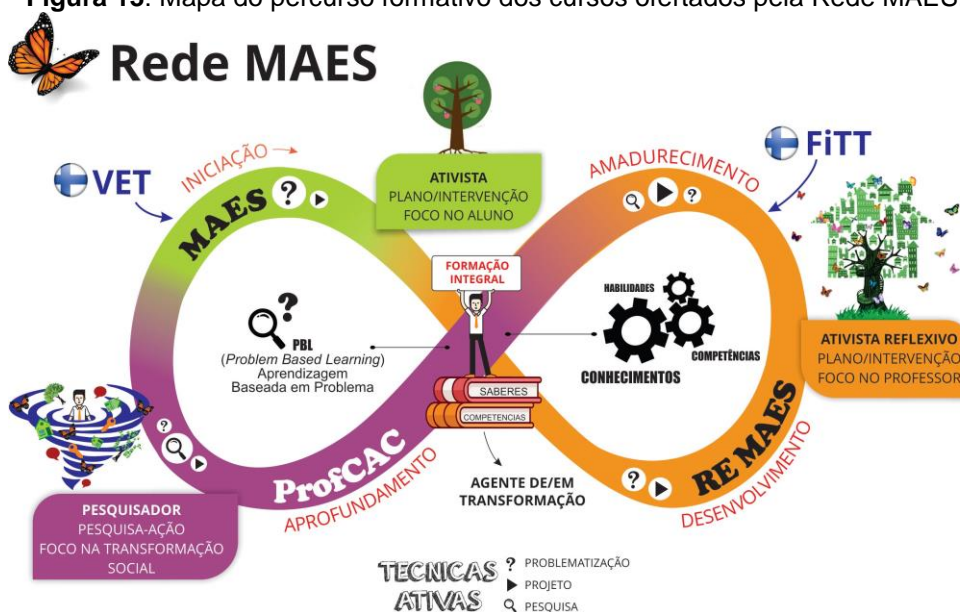 Figura 15: Mapa do percurso formativo dos cursos ofertados pela Rede MAES
Rede MAES
VET
INICIAÇÃO
MAES
?
ATIVISTA
PLANO/INTERVENÇÃO
FOCO NO ALUNO
AMADURECIMENTO
?
FiTT
FORMAÇÃO
INTEGRAL
?
PBL
(Problem Based Learning)
Aprendizagem
Baseada em Problema
HABILIDADES
COMPETÊNCIAS
CONHECIMENTOS
ATIVISTA REFLEXIVO
PLANO/INTERVENÇÃO
FOCO NO PROFESSOR
SABERES
COMPETENCIAS
?
ProfCAC
APROFUNDAMENTO
AGENTE DE/EM
TRANSFORMAÇÃO
?
RE MAES
DESENVOLVIMENTO
PESQUISADOR
PESQUISA-AÇÃO
FOCO NA TRANSFORMAÇÃO
SOCIAL
TECNICAS
ATIVAS
? PROBLEMATIZAÇÃO
PROJETO
PESQUISA